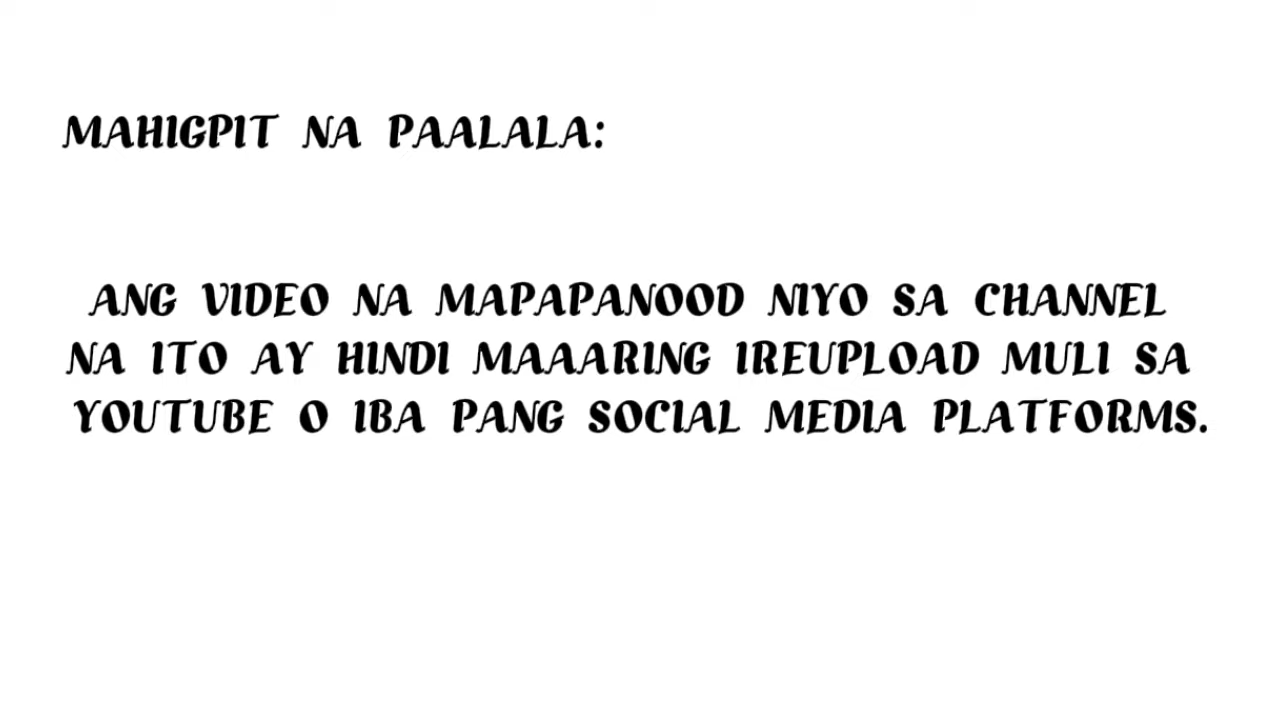 MAHIGPIT NA PAALALA:
ANG VIDEO NA MAPAPANOOD NIYO SA CHANNEL
NA ITO AY HINDI MAAARING IREUPLOAD MULI SA
YOUTUBE O IBA PANG SOCIAL MEDIA PLATFORMS.